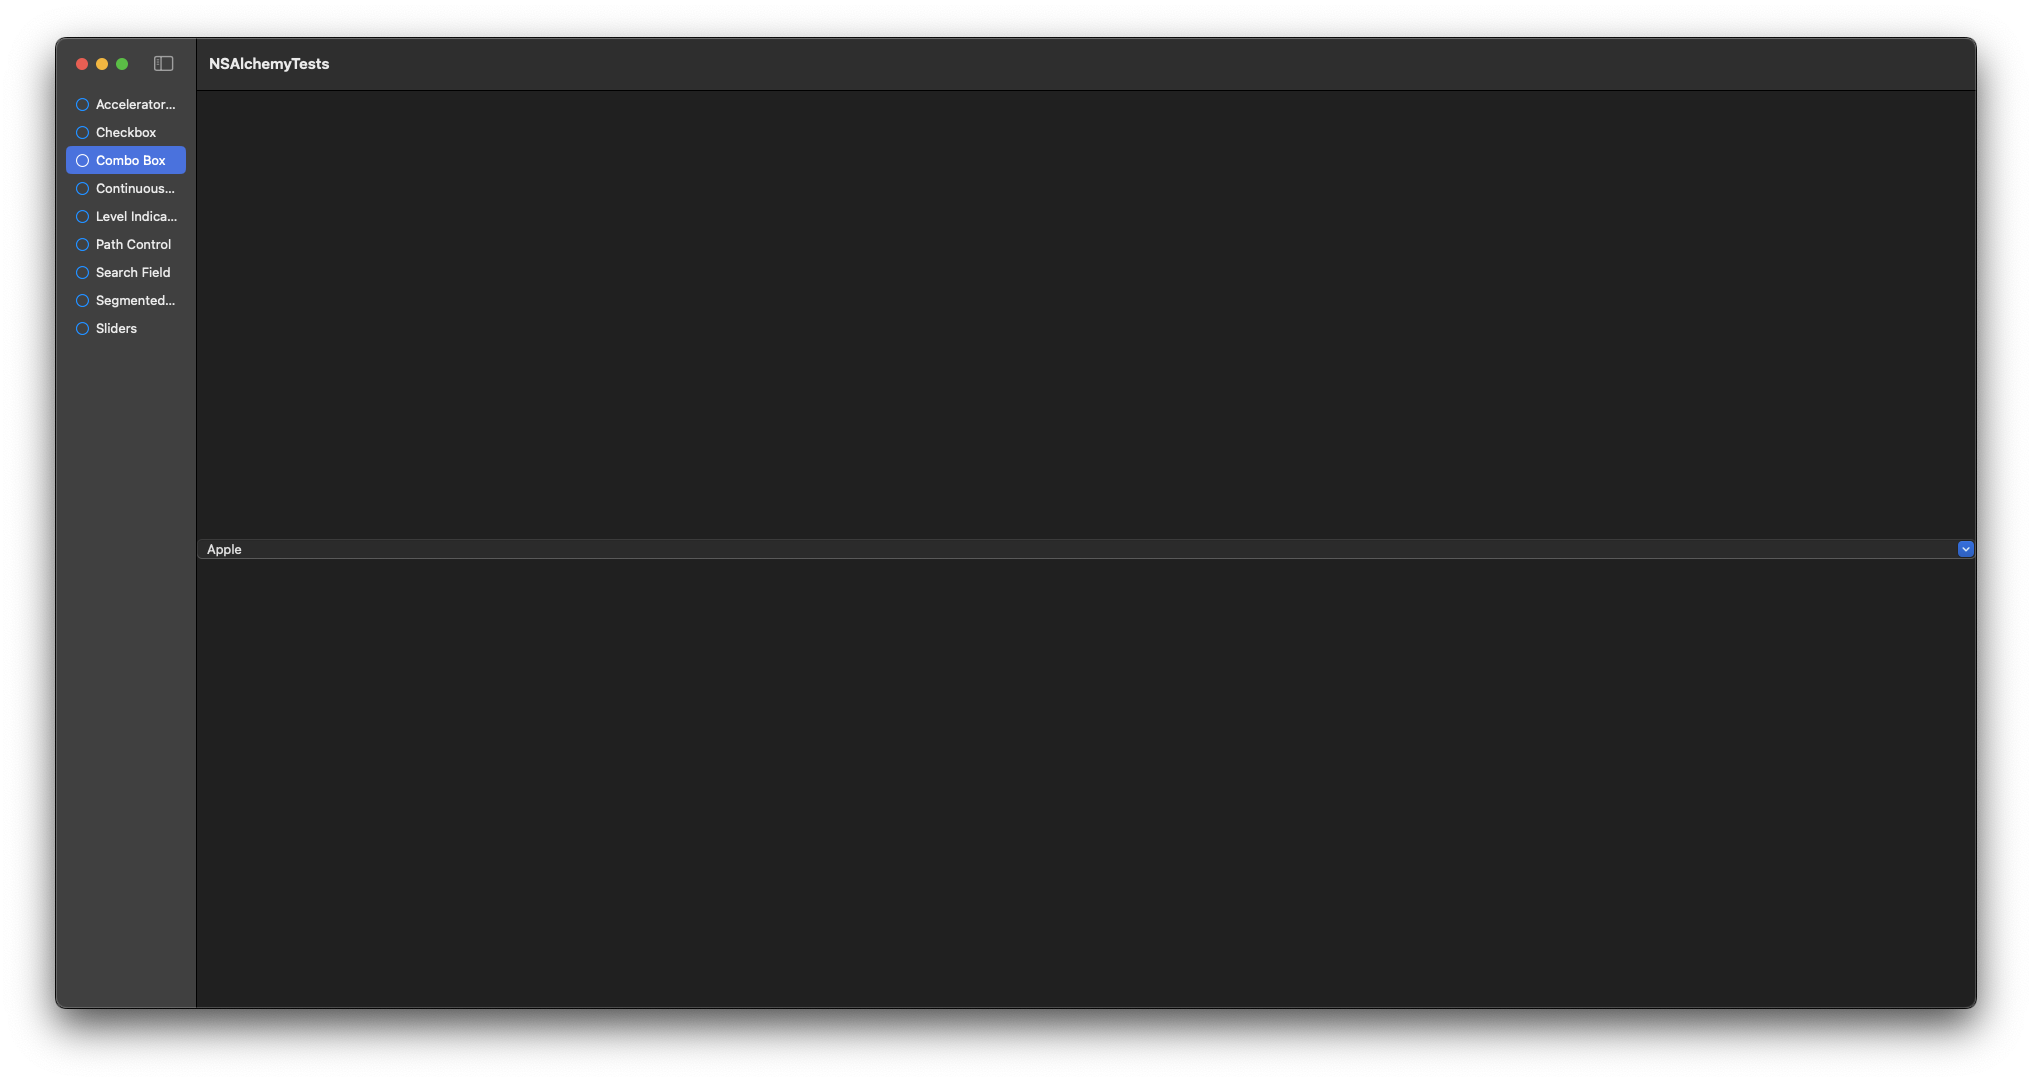 NSAlchemyTests
Accelerator...
Checkbox
Combo Box
Continuous...
Level Indica...
Path Control
Search Field
Segmented...
Sliders
Apple